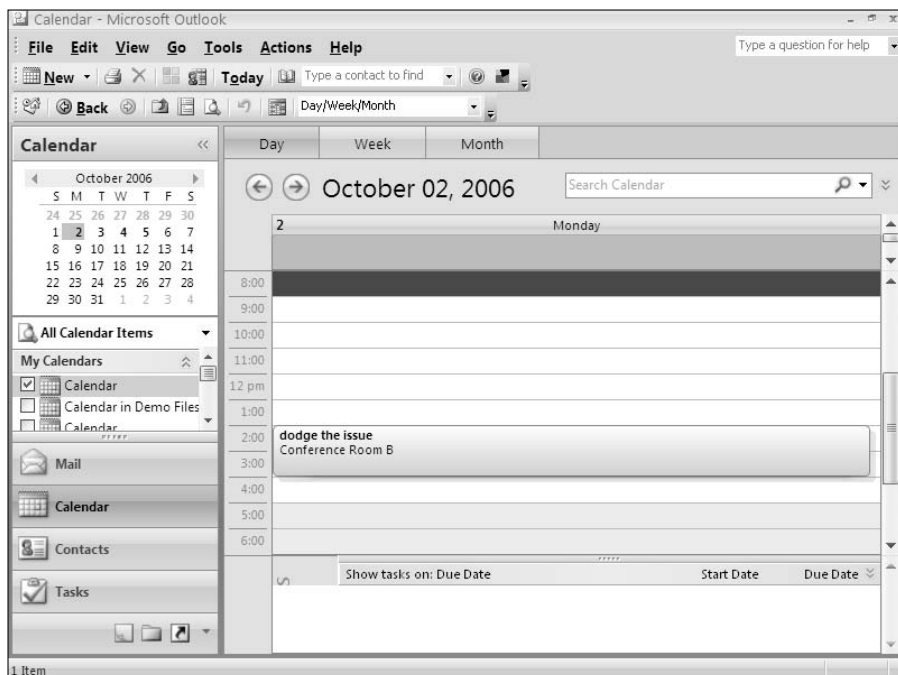 Calendar - Microsoft Outlook
File Edit View Go Tools Actions Help
Type a question for help
New Today Type a contact to find
Back Day/Week/Month
Calendar
October 2006
S M T W T F S
24 25 26 27 28 29 30
1 2 3 4 5 6 7
8 9 10 11 12 13 14
15 16 17 18 19 20 21
22 23 24 25 26 27 28
29 30 31 1 2 3 4
All Calendar Items
My Calendars
Calendar
Calendar in Demo Files
Calendar
Mail
Calendar
Contacts
Tasks
Day Week Month
October 02, 2006
Search Calendar
2 Monday
8:00
9:00
10:00
11:00
12 pm
1:00
2:00
dodge the issue
Conference Room B
3:00
4:00
5:00
6:00
S
Show tasks on: Due Date Start Date Due Date
1 Item